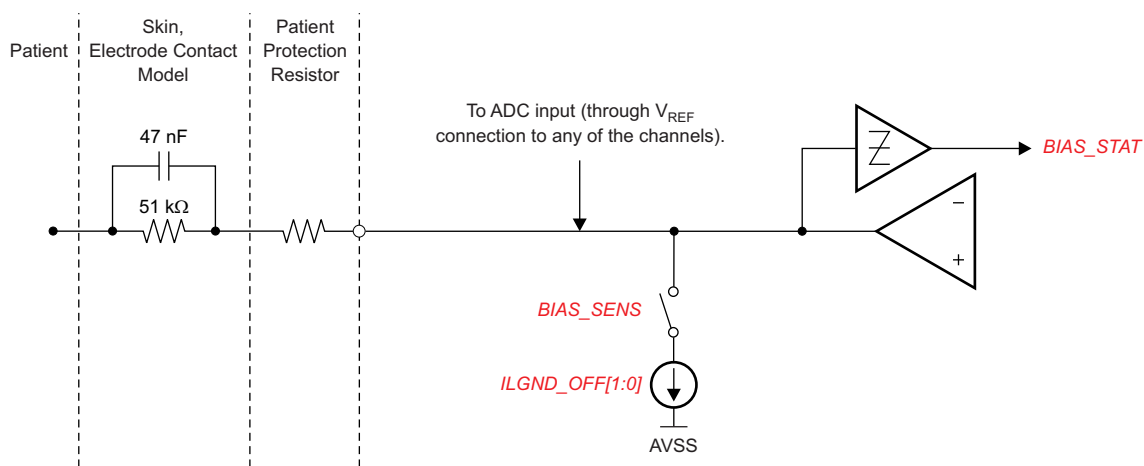 Patient
Skin,
Electrode Contact
Model
Patient
Protection
Resistor
47 nF
51 kΩ
To ADC input (through V_REF
connection to any of the channels).
BIAS_STAT
−
+
BIAS_SENS
ILGND_OFF[1:0]
AVSS